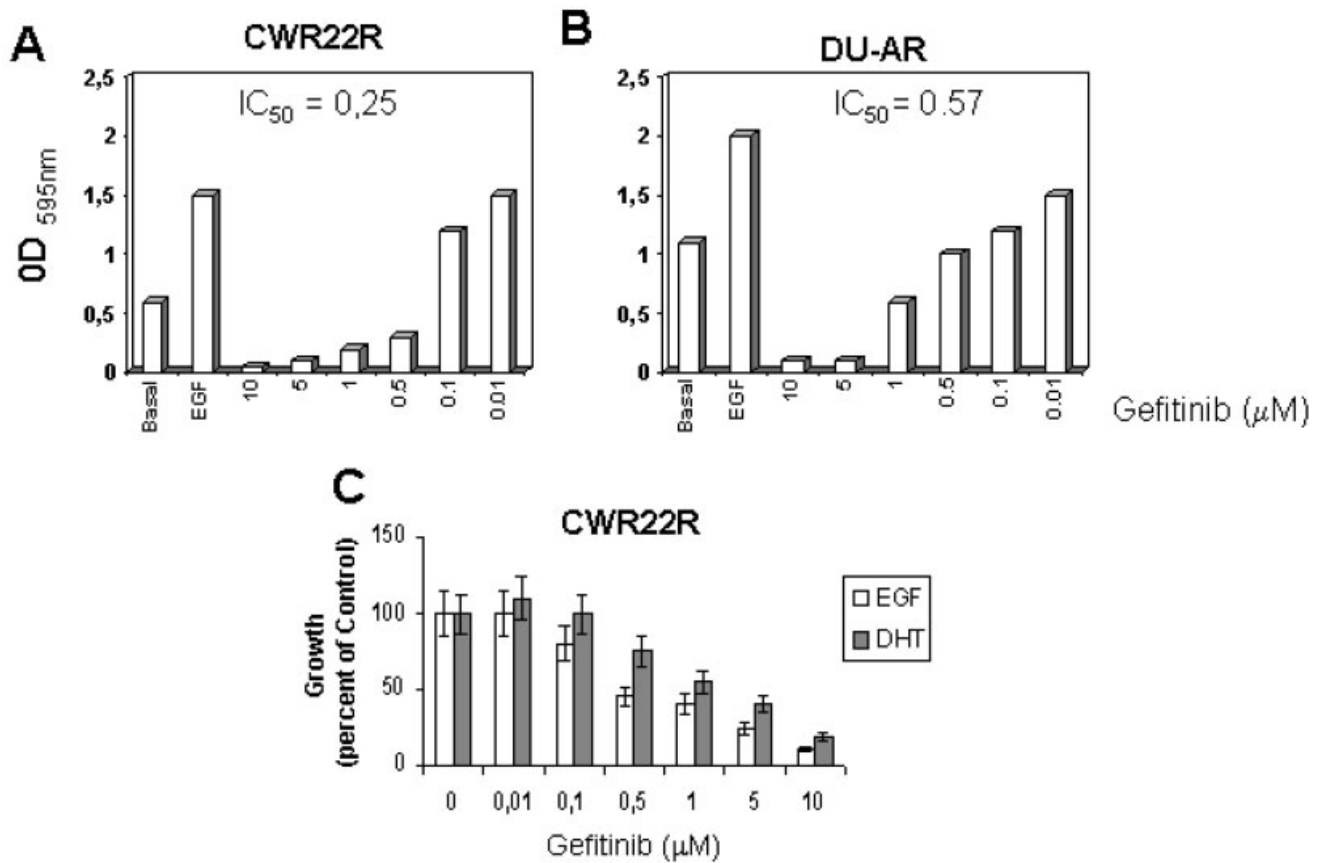 A
CWR22R
IC50 = 0,25
0D 595nm
2,5
2
1,5
1
0,5
0
Basal
EGF
10
5
1
0.5
0.1
0.01
B
DU-AR
IC50 = 0.57
2,5
2
1,5
1
0,5
0
Basal
EGF
10
5
1
0.5
0.1
0.01
Gefitinib (μM)
C
CWR22R
Growth
(percent of Control)
150
100
50
0
0 0,01 0,1 0,5 1 5 10
Gefitinib (μM)
EGF
DHT